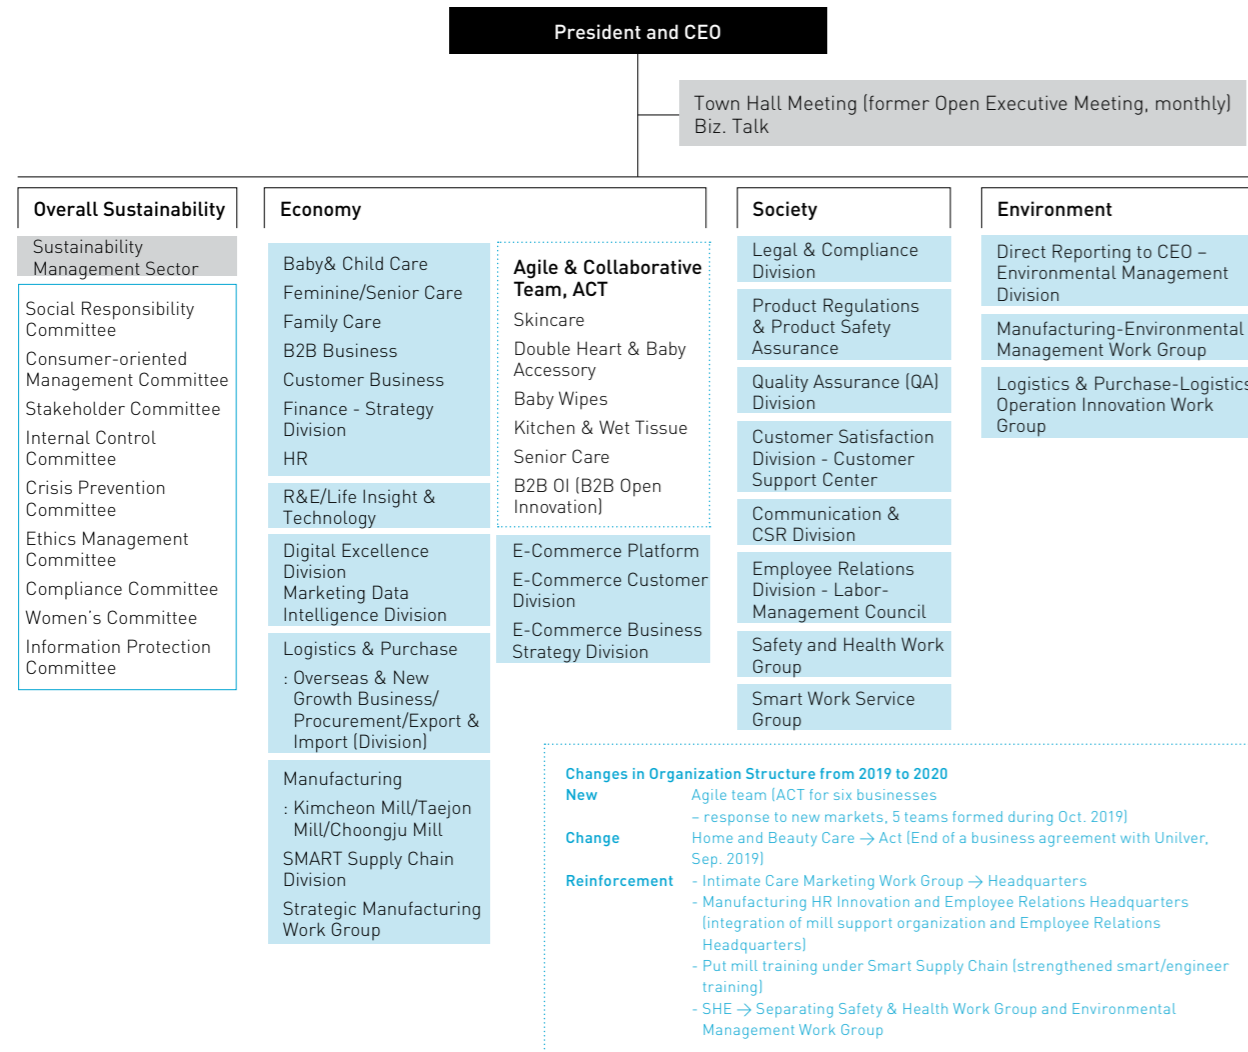 President and CEO
Town Hall Meeting (former Open Executive Meeting, monthly)
Biz. Talk
Overall Sustainability
Sustainability
Management Sector
Social Responsibility
Committee
Consumer-oriented
Management Committee
Stakeholder Committee
Internal Control
Committee
Crisis Prevention
Committee
Ethics Management
Committee
Compliance Committee
Women's Committee
Information Protection
Committee
Economy
Baby& Child Care
Feminine/Senior Care
Family Care
B2B Business
Customer Business
Finance - Strategy
Division
HR
R&E/Life Insight &
Technology
Digital Excellence
Division
Marketing Data
Intelligence Division
Logistics & Purchase
: Overseas & New
Growth Business/
Procurement/Export &
Import (Division)
Manufacturing
: Kimcheon Mill/Taejon
Mill/Choongju Mill
SMART Supply Chain
Division
Strategic Manufacturing
Work Group
Agile & Collaborative
Team, ACT
Skincare
Double Heart & Baby
Accessory
Baby Wipes
Kitchen & Wet Tissue
Senior Care
B2B OI (B2B Open
Innovation)
E-Commerce Platform
E-Commerce Customer
Division
E-Commerce Business
Strategy Division
Society
Legal & Compliance
Division
Product Regulations
& Product Safety
Assurance
Quality Assurance (QA)
Division
Customer Satisfaction
Division - Customer
Support Center
Communication &
CSR Division
Employee Relations
Division - Labor-
Management Council
Safety and Health Work
Group
Smart Work Service
Group
Environment
Direct Reporting to CEO –
Environmental Management
Division
Manufacturing-Environmental
Management Work Group
Logistics & Purchase-Logistics
Operation Innovation Work
Group
Changes in Organization Structure from 2019 to 2020
New Agile team (ACT for six businesses
– response to new markets, 5 teams formed during Oct. 2019)
Change Home and Beauty Care → Act (End of a business agreement with Unilver,
Sep. 2019)
Reinforcement - Intimate Care Marketing Work Group → Headquarters
- Manufacturing HR Innovation and Employee Relations Headquarters
(integration of mill support organization and Employee Relations
Headquarters)
- Put mill training under Smart Supply Chain (strengthened smart/engineer
training)
- SHE → Separating Safety & Health Work Group and Environmental
Management Work Group